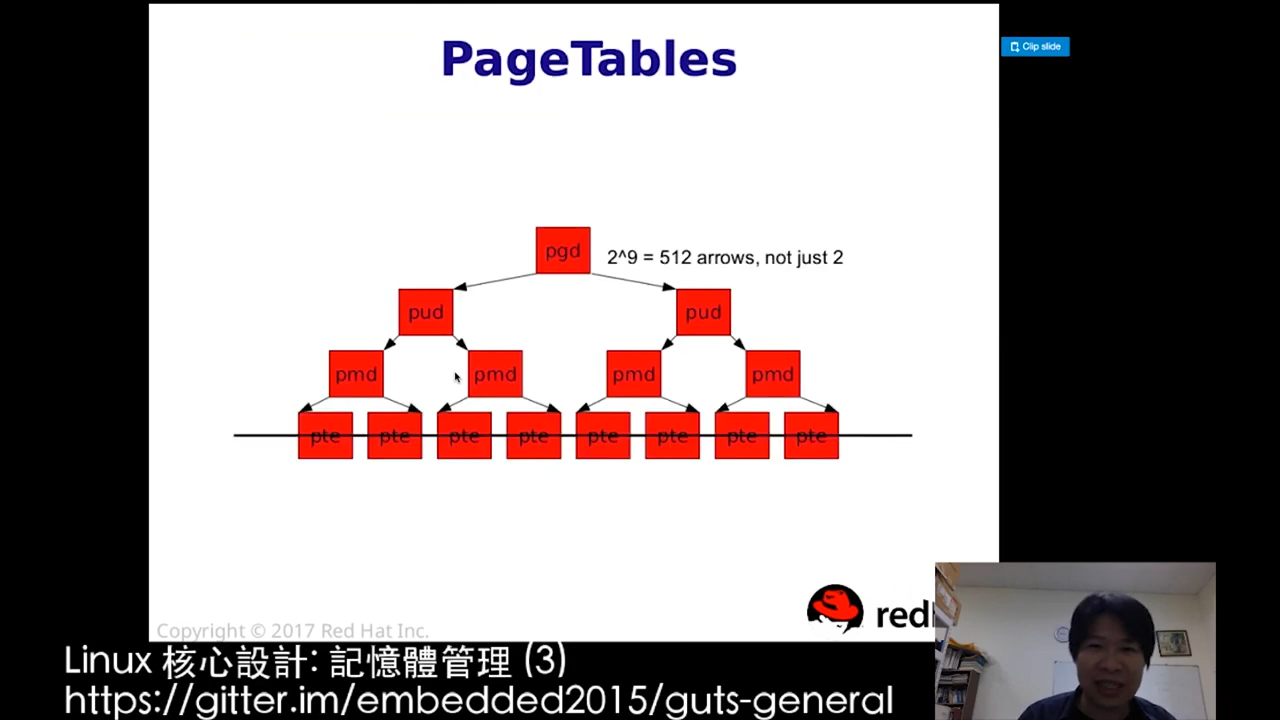 PageTables
Clip slide
pgd
2^9 = 512 arrows, not just 2
pud pud
pmd pmd pmd pmd
pte pte pte pte pte pte pte pte
red
Copyright © 2017 Red Hat Inc.
Linux 核心設計: 記憶體管理 (3)
https://gitter.im/embedded2015/guts-general